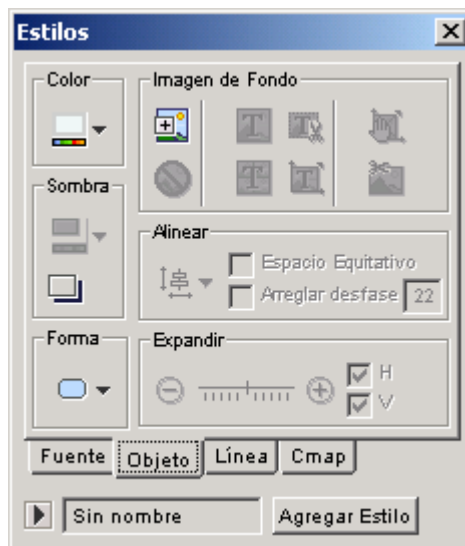 Estilos
Color
Imagen de Fondo
Sombra
Alinear
Espacio Equitativo
Arreglar desfase 22
Forma
Expandir
H
V
Fuente Objeto Línea Cmap
Sin nombre Agregar Estilo